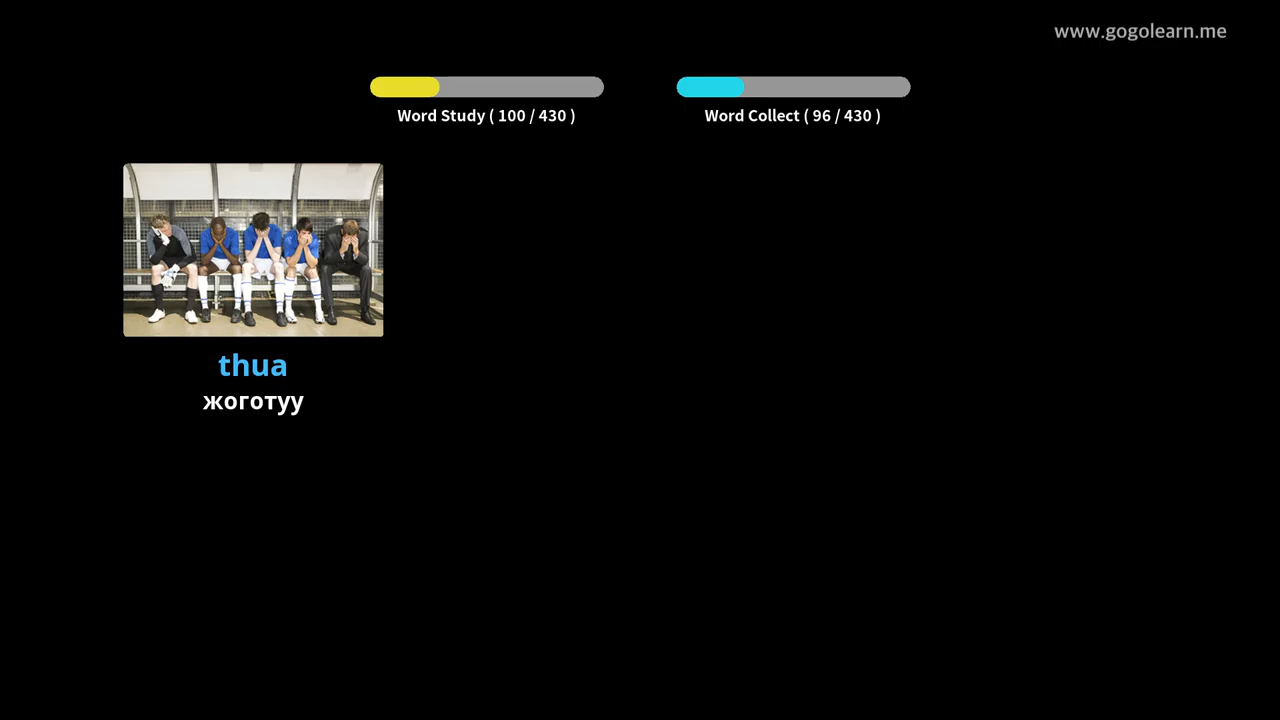 www.gogolearn.me
Word Study ( 100 / 430 )
Word Collect ( 96 / 430 )
thua
жоготуу